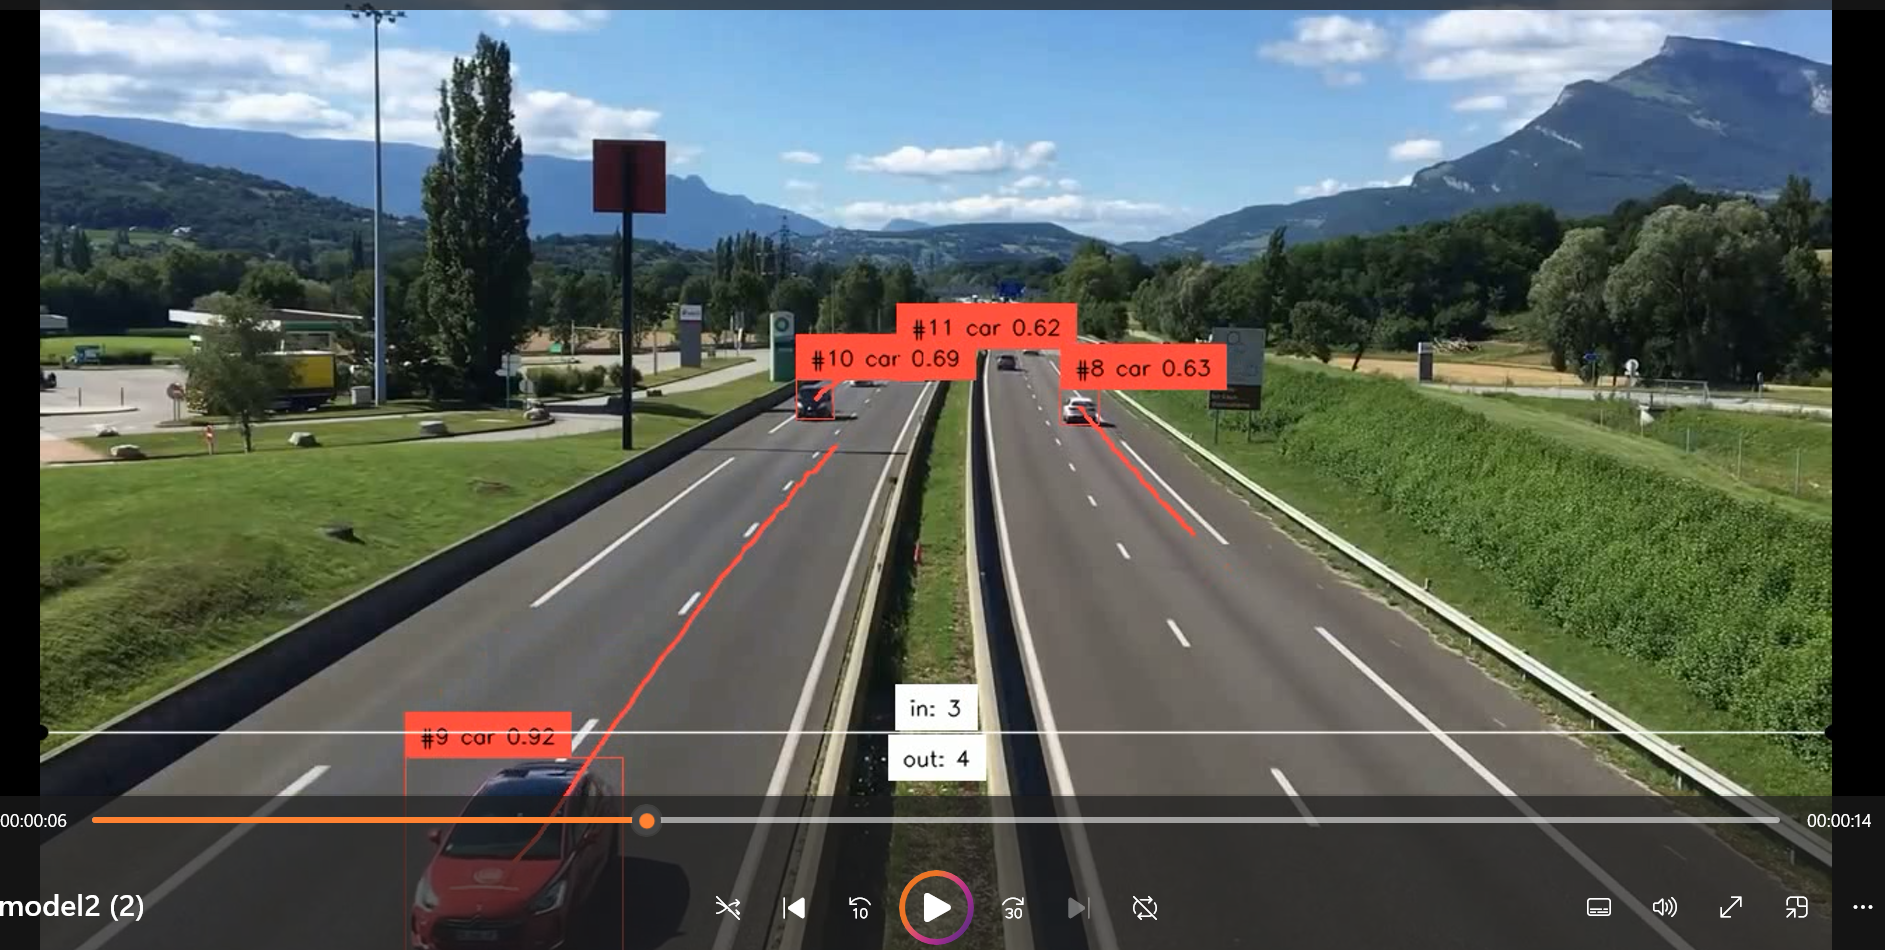 #11 car 0.62
#10 car 0.69
#8 car 0.63
bp
in: 3
#9 car 0.92
out: 4
00:00:06
00:00:14
model2 (2)
10
30